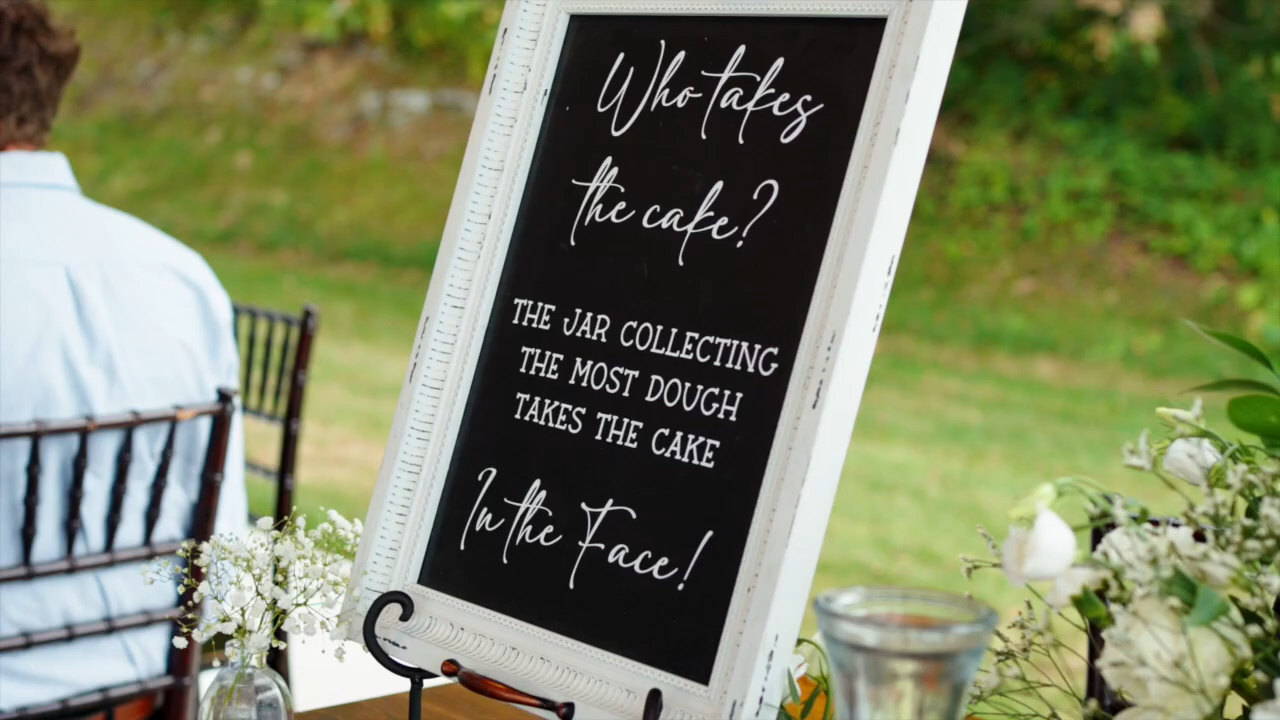 Who takes
the cake?
THE JAR COLLECTING
THE MOST DOUGH
TAKES THE CAKE
In the Face!